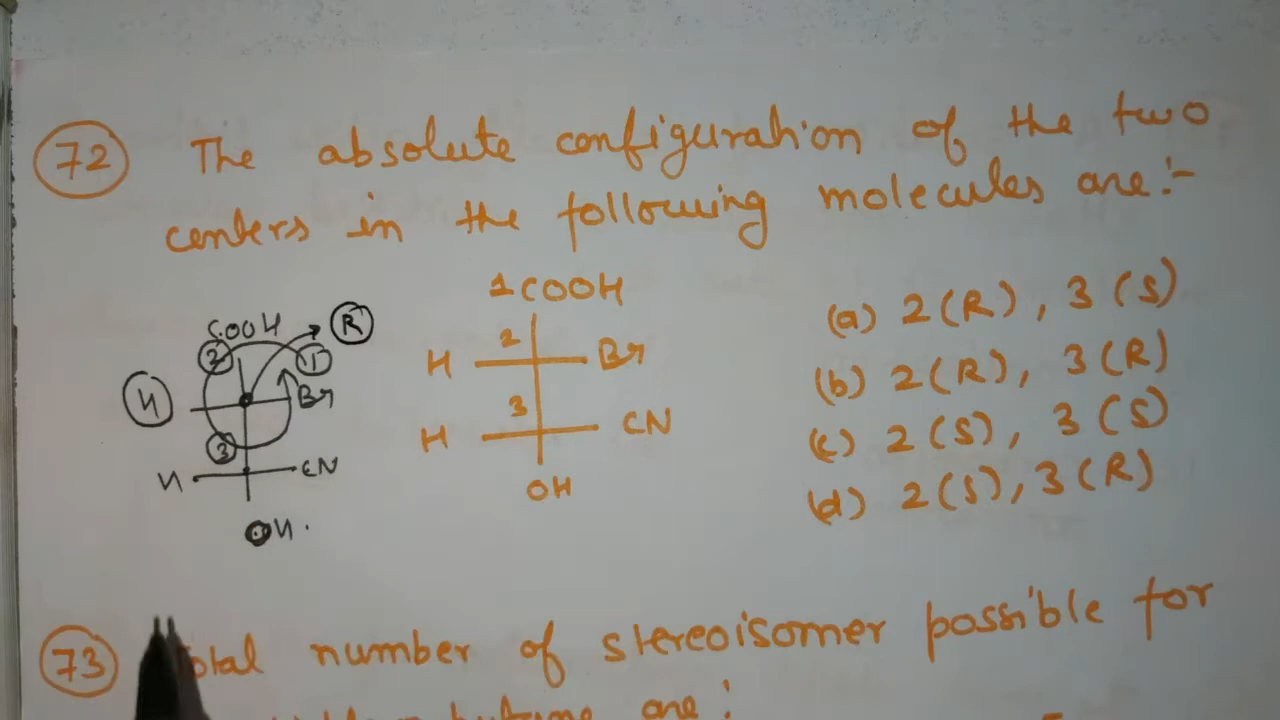 72 The absolute configuration of the two
centers in the following molecules are:-
COOH
2 1 R
H Br
3
H CN
OH.
1COOH
2
H Br
3
H CN
OH
(a) 2(R), 3(S)
(b) 2(R), 3(R)
(c) 2(S), 3(S)
(d) 2(S), 3(R)
73 number of stereoisomer possible for
are: